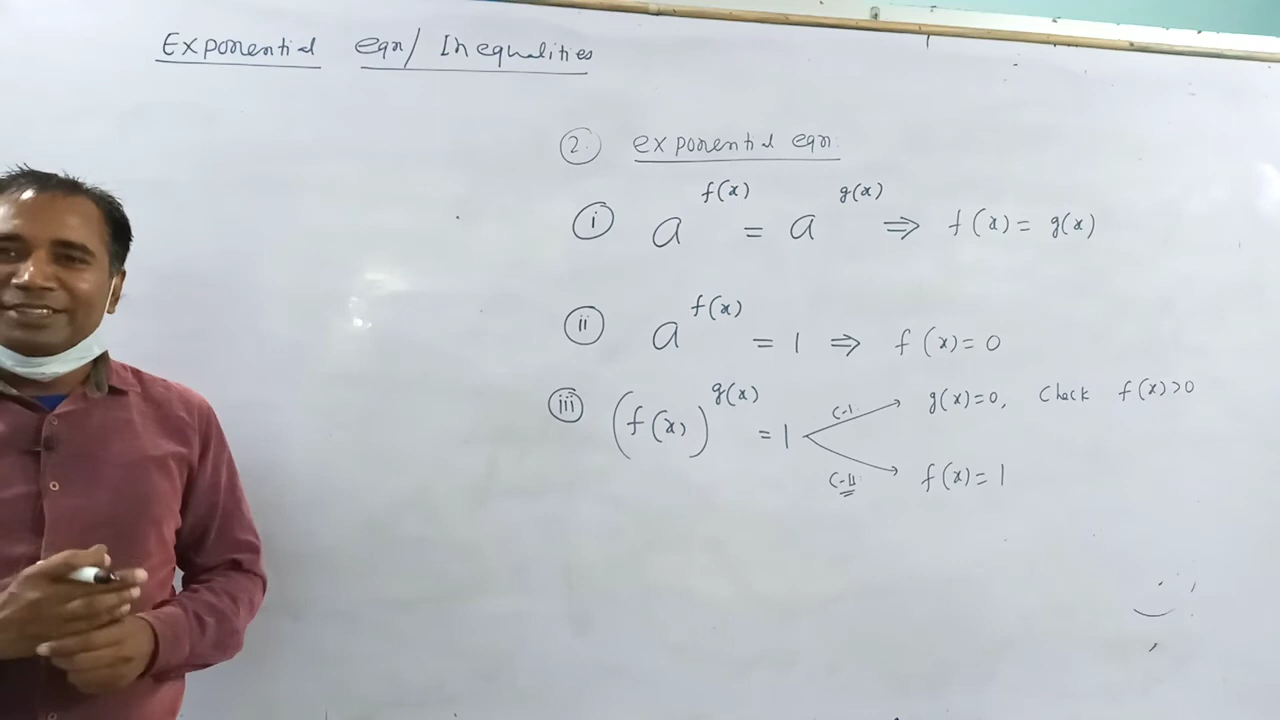 Exponential eqn/Inequalities
2. exponential eqn.
i a^f(x) = a^g(x) ⇒ f(x) = g(x)
ii a^f(x) = 1 ⇒ f(x) = 0
iii (f(x))^g(x) = 1
C-I g(x)=0, Check f(x)>0
C-II f(x)=1